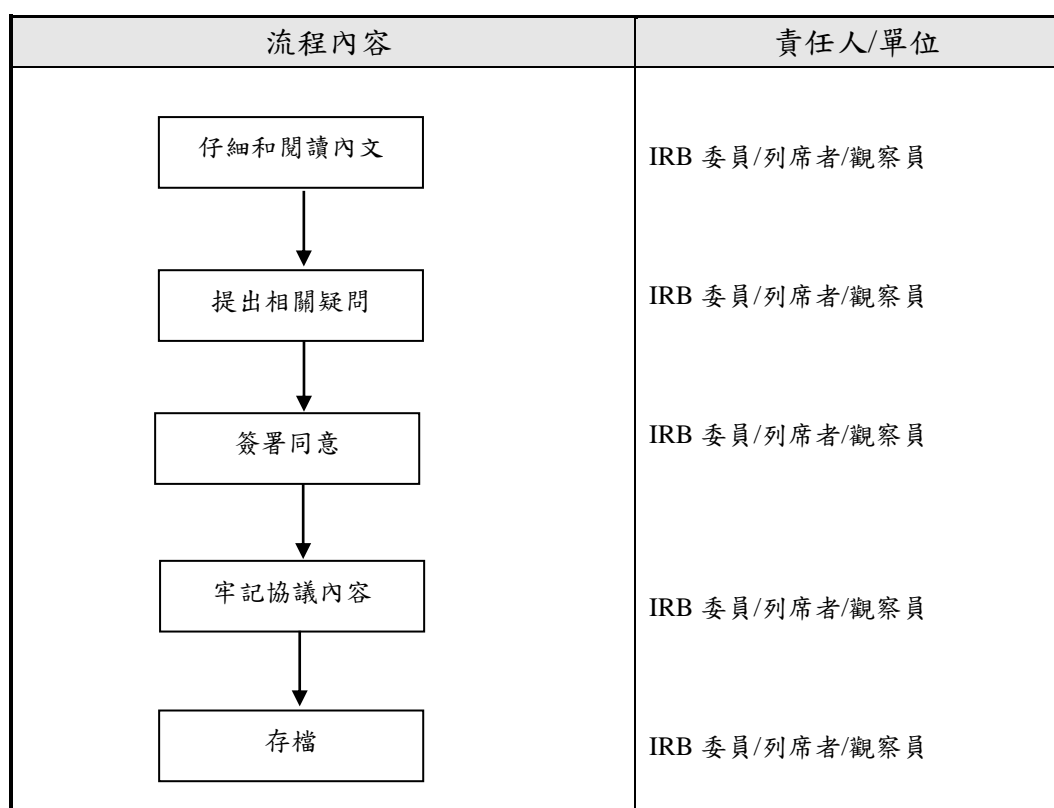 流程內容 責任人/單位
仔細和閱讀內文 IRB 委員/列席者/觀察員
提出相關疑問 IRB 委員/列席者/觀察員
簽署同意 IRB 委員/列席者/觀察員
牢記協議內容 IRB 委員/列席者/觀察員
存檔 IRB 委員/列席者/觀察員